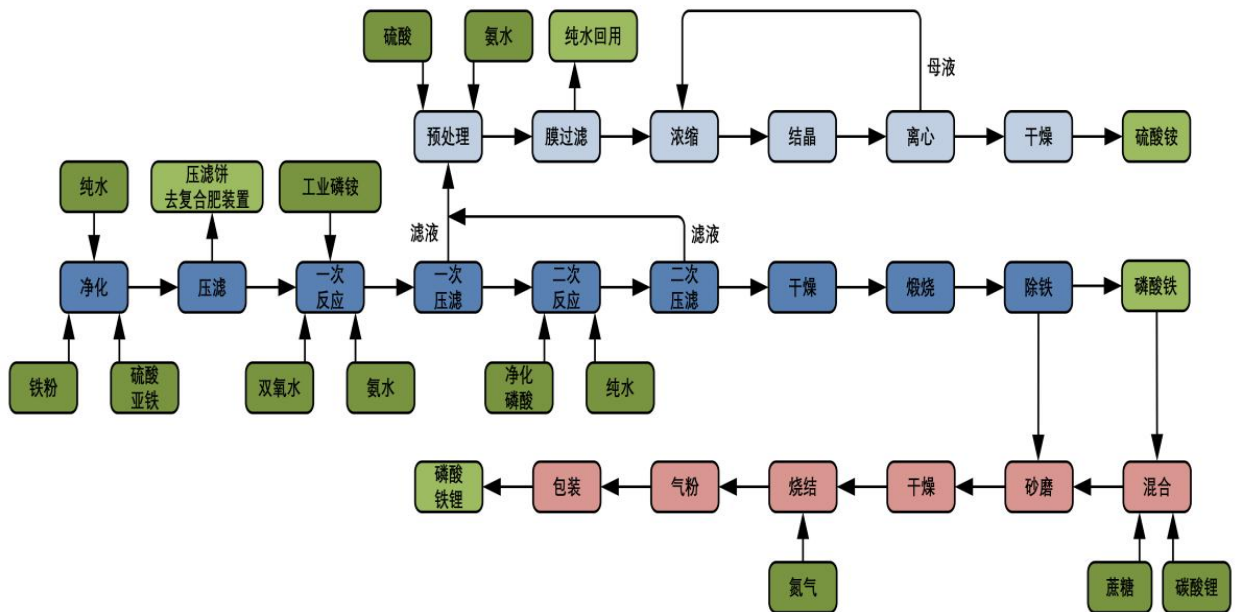 硫酸
氨水
纯水回用
母液
预处理
膜过滤
浓缩
结晶
离心
干燥
硫酸铵
纯水
压滤饼
去复合肥装置
工业磷铵
滤液
滤液
净化
压滤
一次
反应
一次
压滤
二次
反应
二次
压滤
干燥
煅烧
除铁
磷酸铁
铁粉
硫酸
亚铁
双氧水
氨水
净化
磷酸
纯水
磷酸
铁锂
包装
气粉
烧结
干燥
砂磨
混合
氮气
蔗糖
碳酸锂